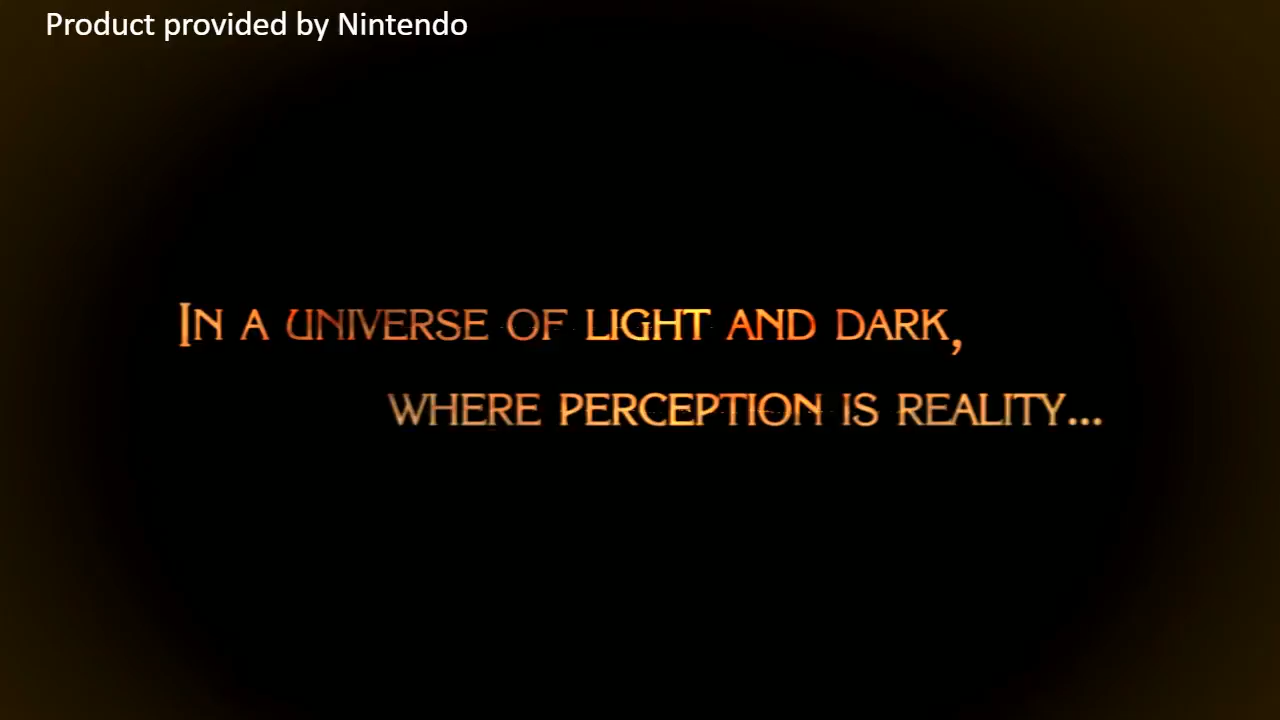 Product provided by Nintendo
In a universe of light and dark,
where perception is reality...